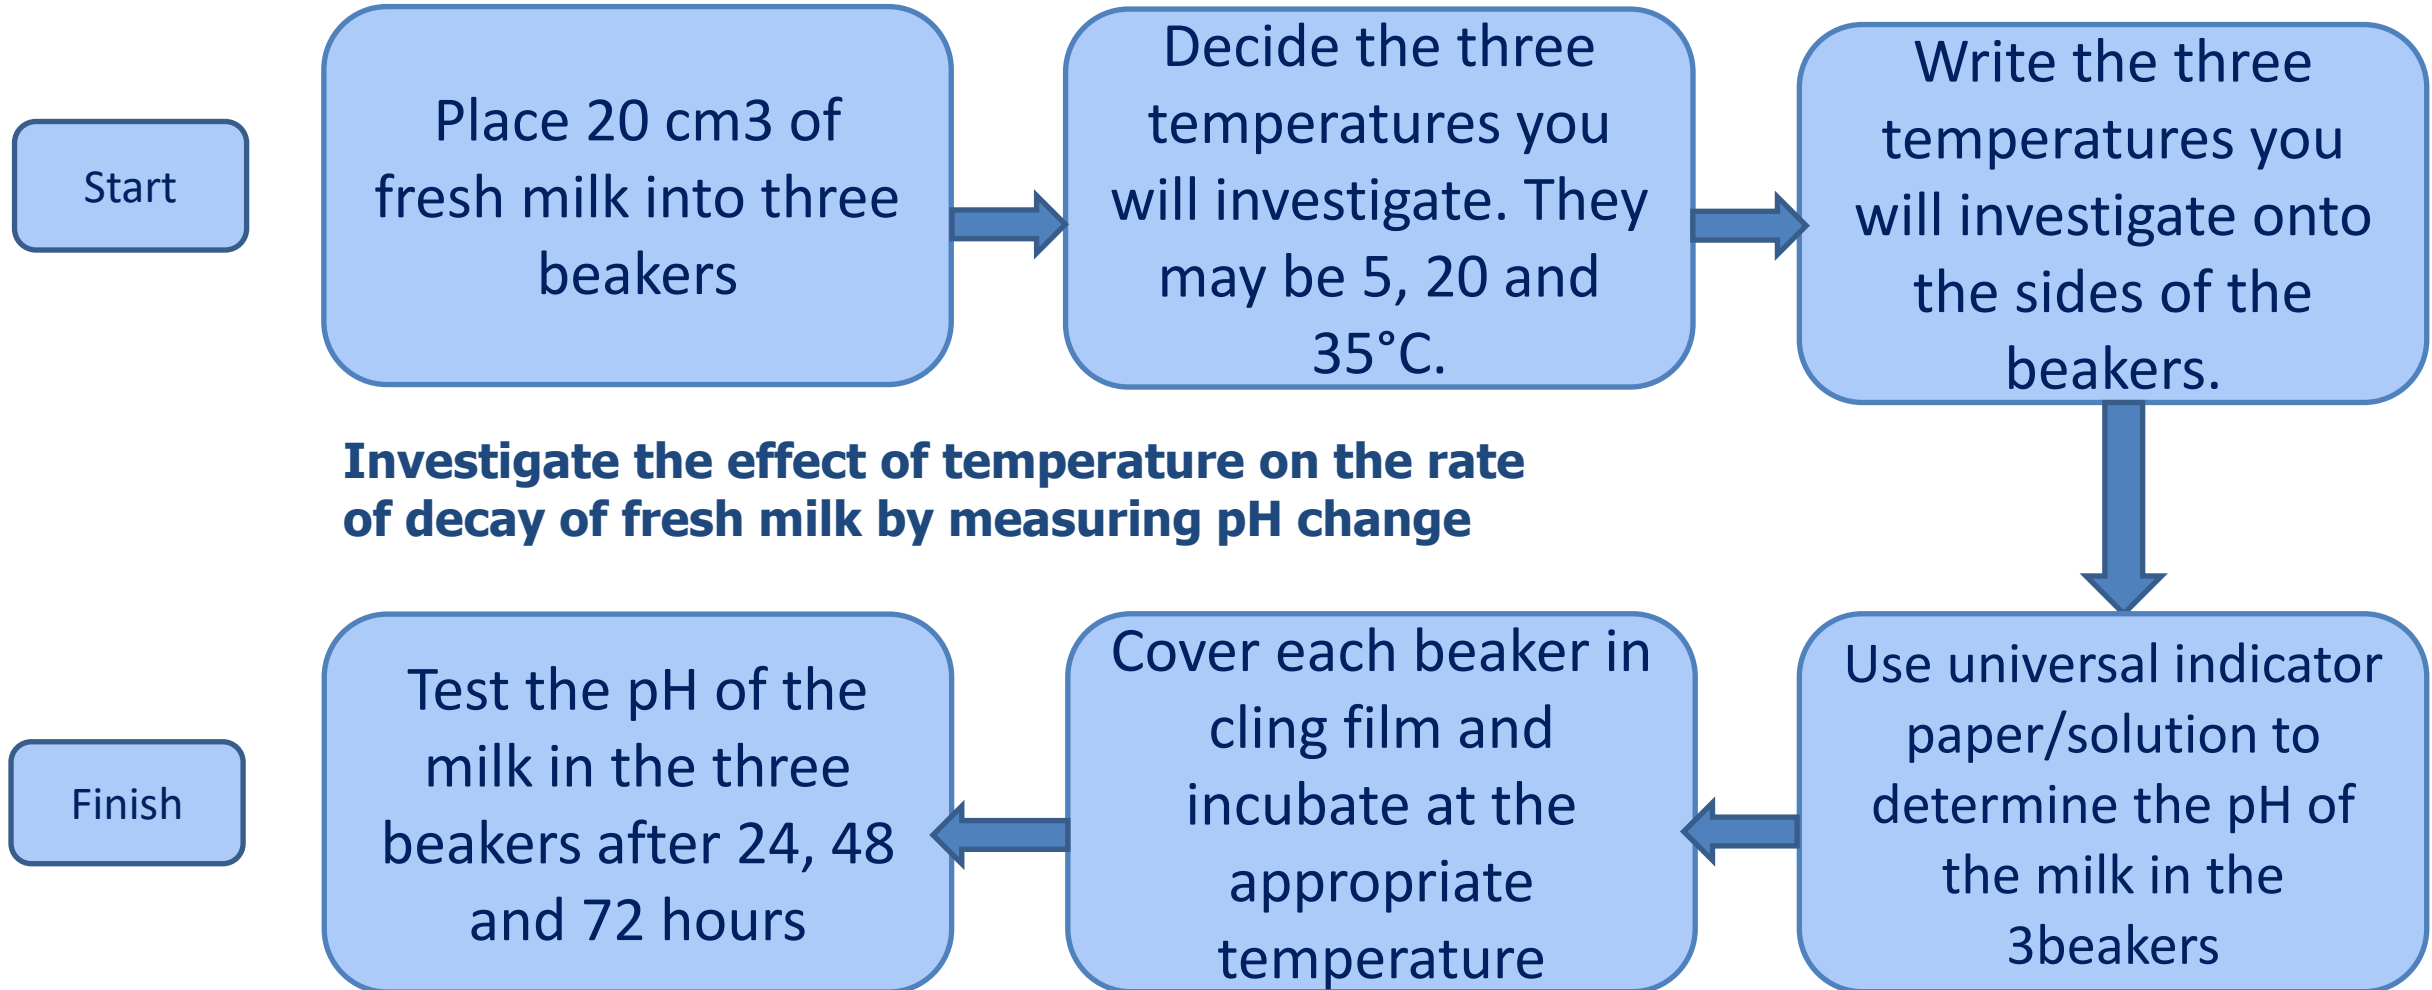 Start
Place 20 cm3 of
fresh milk into three
beakers
Decide the three
temperatures you
will investigate. They
may be 5, 20 and
35°C.
Write the three
temperatures you
will investigate onto
the sides of the
beakers.
Investigate the effect of temperature on the rate
of decay of fresh milk by measuring pH change
Use universal indicator
paper/solution to
determine the pH of
the milk in the
3beakers
Cover each beaker in
cling film and
incubate at the
appropriate
temperature
Test the pH of the
milk in the three
beakers after 24, 48
and 72 hours
Finish